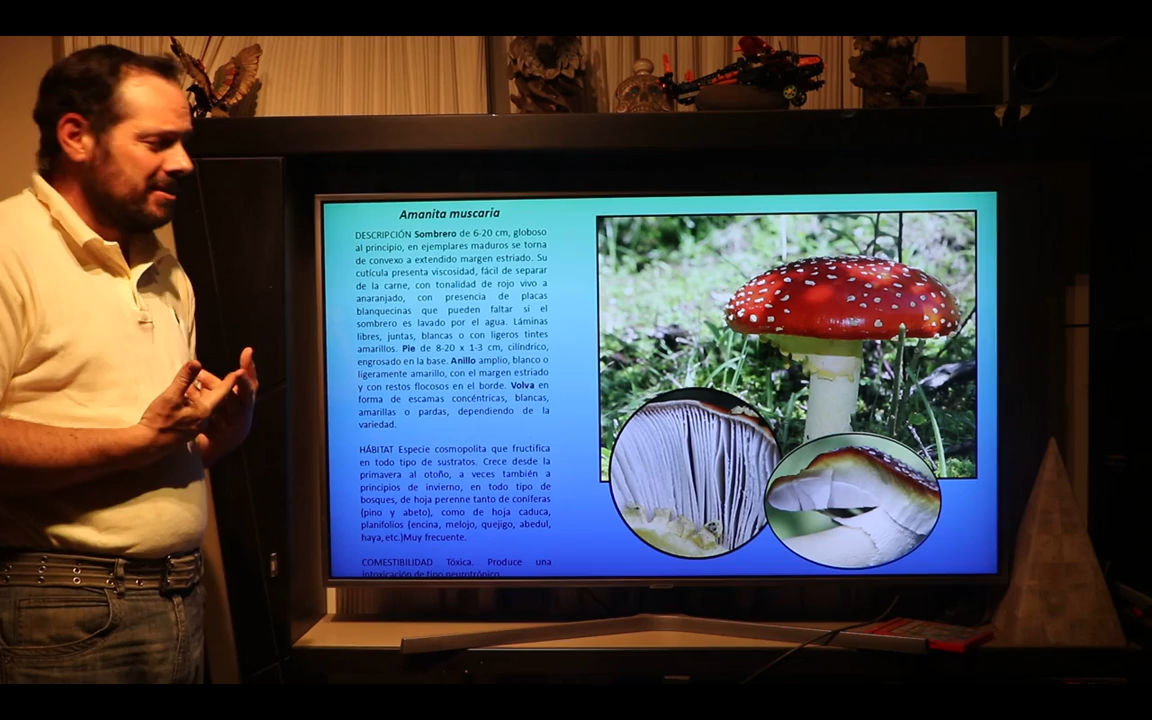 Amanita muscaria
DESCRIPCIÓN Sombrero de 6-20 cm, globoso
al principio, en ejemplares maduros se torna
de convexo a extendido margen estriado. Su
cutícula presenta viscosidad, fácil de separar
de la carne, con tonalidad de rojo vivo a
anaranjado, con presencia de placas
blanquecinas que pueden faltar si el
sombrero es lavado por el agua. Láminas
libres, juntas, blancas o con ligeros tintes
amarillos. Pie de 8-20 x 1-3 cm, cilíndrico,
engrosado en la base. Anillo amplio, blanco o
ligeramente amarillo, con el margen estriado
y con restos flocosos en el borde. Volva en
forma de escamas concéntricas, blancas,
amarillas o pardas, dependiendo de la
variedad.
HÁBITAT Especie cosmopolita que fructifica
en todo tipo de sustratos. Crece desde la
primavera al otoño, a veces también a
principios de invierno, en todo tipo de
bosques, de hoja perenne tanto de coníferas
(pino y abeto), como de hoja caduca,
planifolios (encina, melojo, quejigo, abedul,
haya, etc.)Muy frecuente.
COMESTIBILIDAD Tóxica. Produce una
intoxicación de tipo neurotrópico.